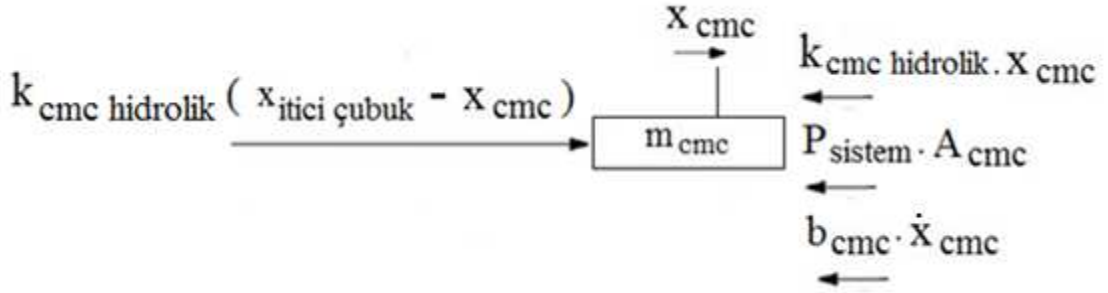 x cmc
k cmc hidrolik . x cmc
k cmc hidrolik ( x itici çubuk - x cmc )
m cmc
P sistem . A cmc
b cmc . ẋ cmc